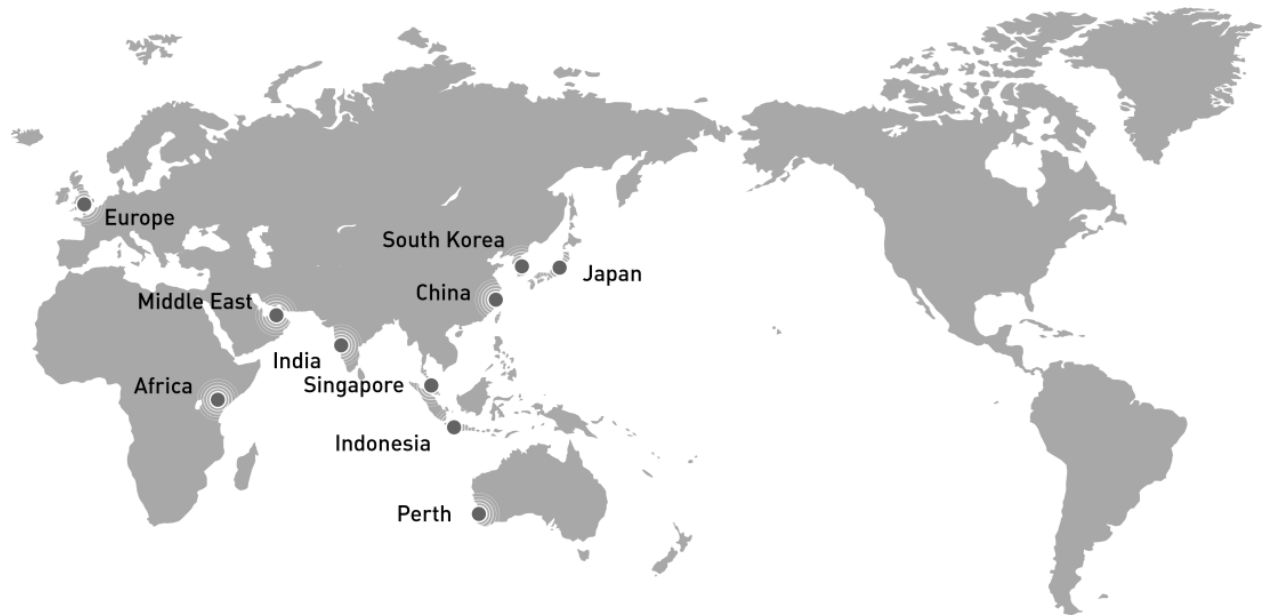 Europe
South Korea
Japan
China
Middle East
India
Singapore
Africa
Indonesia
Perth